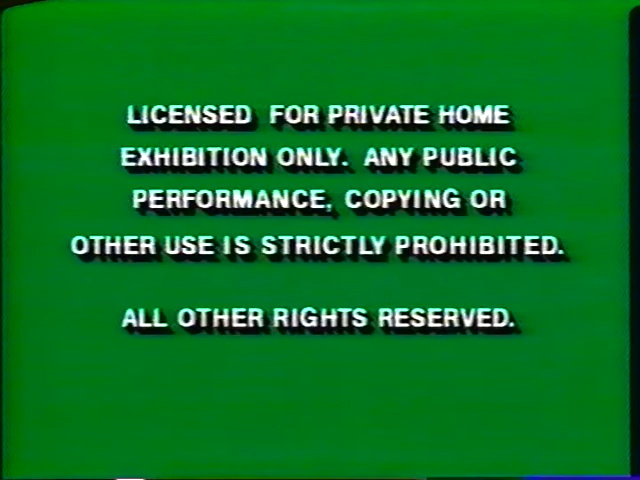 LICENSED FOR PRIVATE HOME
EXHIBITION ONLY. ANY PUBLIC
PERFORMANCE, COPYING OR
OTHER USE IS STRICTLY PROHIBITED.
ALL OTHER RIGHTS RESERVED.